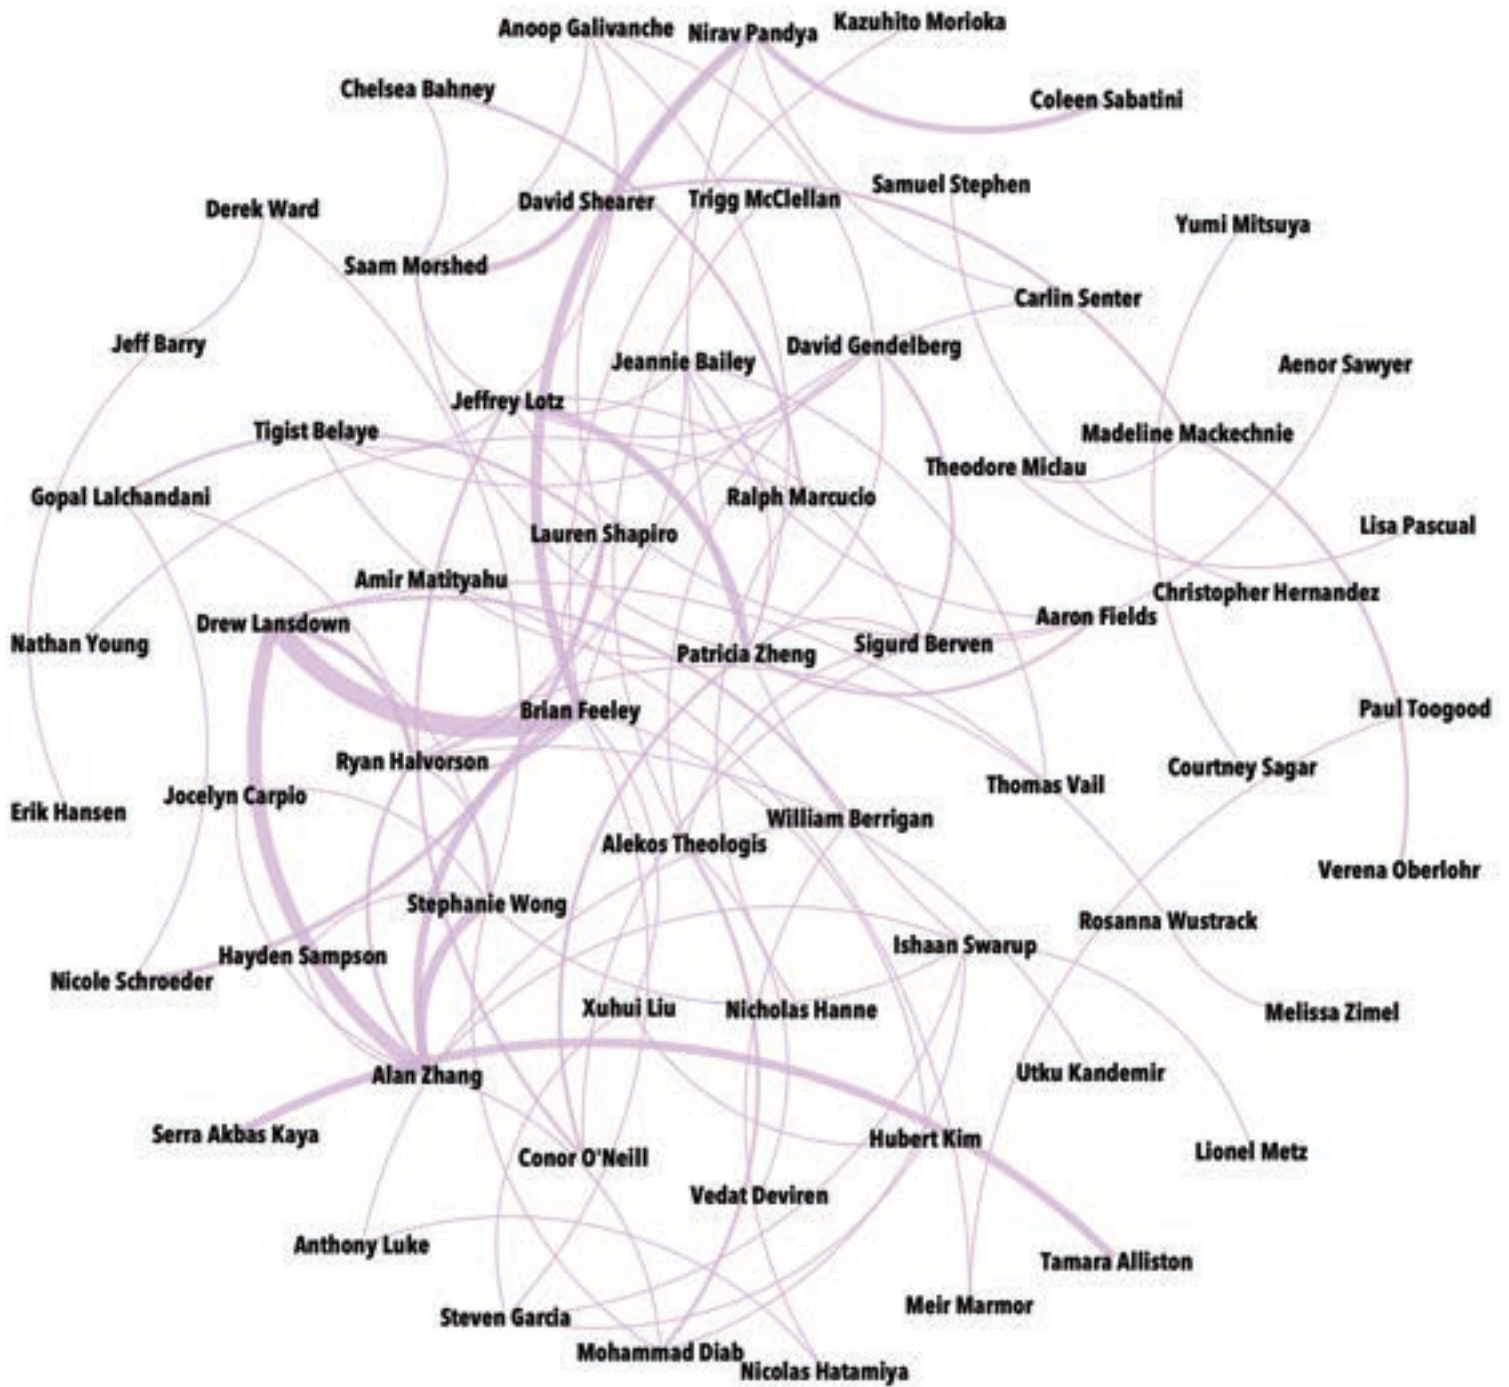 Anoop Galivanche
Nirav Pandya
Kazuhito Morioka
Chelsea Bahney
Coleen Sabatini
Derek Ward
David Shearer
Trigg McClellan
Samuel Stephen
Yumi Mitsuya
Saam Morshed
Carlin Senter
Jeff Barry
Jeannie Bailey
David Gendelberg
Aenor Sawyer
Jeffrey Lotz
Tigist Belaye
Madeline Mackechnie
Theodore Miclau
Gopal Lalchandani
Ralph Marcucio
Lauren Shapiro
Lisa Pascual
Amir Matityahu
Christopher Hernandez
Drew Lansdown
Aaron Fields
Nathan Young
Patricia Zheng
Sigurd Berven
Brian Feeley
Paul Toogood
Ryan Halvorson
Courtney Sagar
Jocelyn Carpio
Thomas Vail
Erik Hansen
William Berrigan
Alekos Theologis
Verena Oberlohr
Stephanie Wong
Rosanna Wustrack
Hayden Sampson
Ishaan Swarup
Nicole Schroeder
Xuhui Liu
Nicholas Hanne
Melissa Zimel
Alan Zhang
Utku Kandemir
Serra Akbas Kaya
Conor O'Neill
Hubert Kim
Lionel Metz
Vedat Deviren
Anthony Luke
Tamara Alliston
Steven Garcia
Meir Marmor
Mohammad Diab
Nicolas Hatamiya